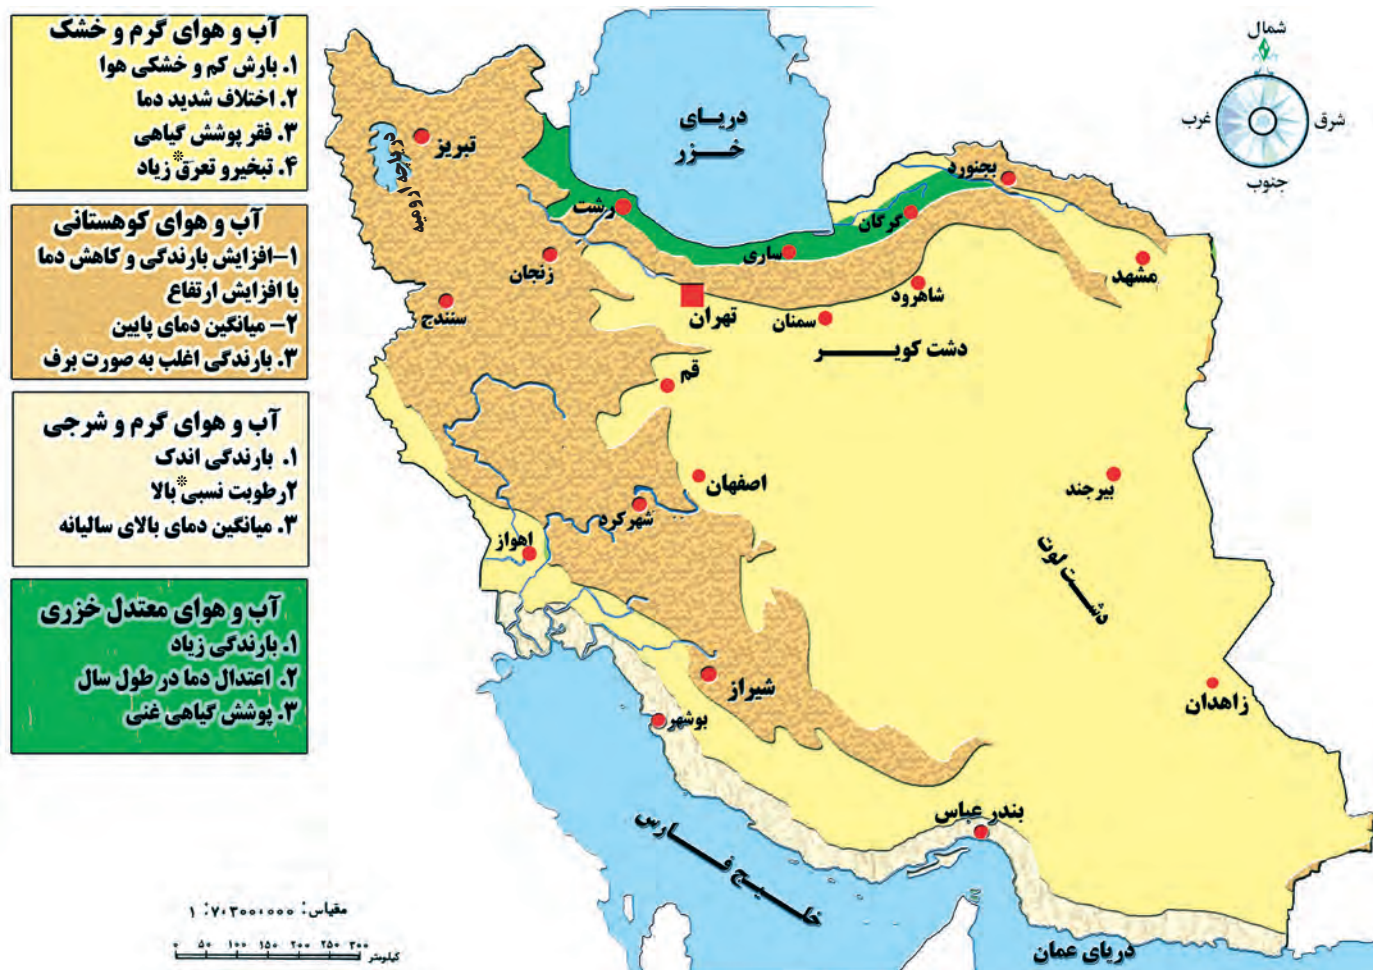 آب و هوای گرم و خشک
۱. بارش کم و خشکی هوا
۲. اختلاف شدید دما
۳. فقر پوشش گیاهی
۴. تبخیرو تعرق* زیاد
آب و هوای کوهستانی
۱–افزایش بارندگی و کاهش دما
با افزایش ارتفاع
۲– میانگین دمای پایین
۳. بارندگی اغلب به صورت برف
آب و هوای گرم و شرجی
۱. بارندگی اندک
۲رطوبت نسبی* بالا
۳. میانگین دمای بالای سالیانه
آب و هوای معتدل خزری
۱. بارندگی زیاد
۲. اعتدال دما در طول سال
۳. پوشش گیاهی غنی
شمال
شرق
غرب
جنوب
دریای
خزر
تبریز
دریاچه ارومیه
رشت
زنجان
سنندج
ساری
گرگان
بجنورد
مشهد
شاهرود
سمنان
تهران
دشت کویر
قم
اصفهان
شهرکرد
اهواز
بیرجند
دشت لوت
زاهدان
شیراز
بوشهر
بندر عباس
خلیج فارس
دریای عمان
مقیاس: ۱:۷،۳۰۰،۰۰۰
۰ ۵۰ ۱۰۰ ۱۵۰ ۲۰۰ ۲۵۰ ۳۰۰
کیلومتر